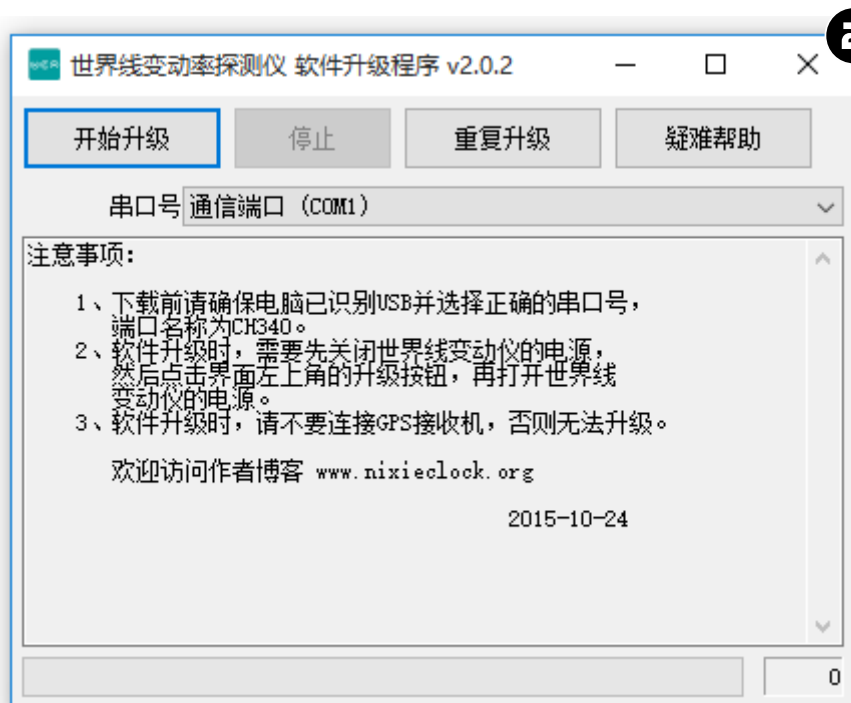 世界线变动率探测仪 软件升级程序 v2.0.2
开始升级 停止 重复升级 疑难帮助
串口号 通信端口 (COM1)
注意事项：
1、下载前请确保电脑已识别USB并选择正确的串口号，
端口名称为CH340。
2、软件升级时，需要先关闭世界线变动仪的电源，
然后点击界面左上角的升级按钮，再打开世界线
变动仪的电源。
3、软件升级时，请不要连接GPS接收机，否则无法升级。
欢迎访问作者博客 www.nixieclock.org
2015-10-24
0